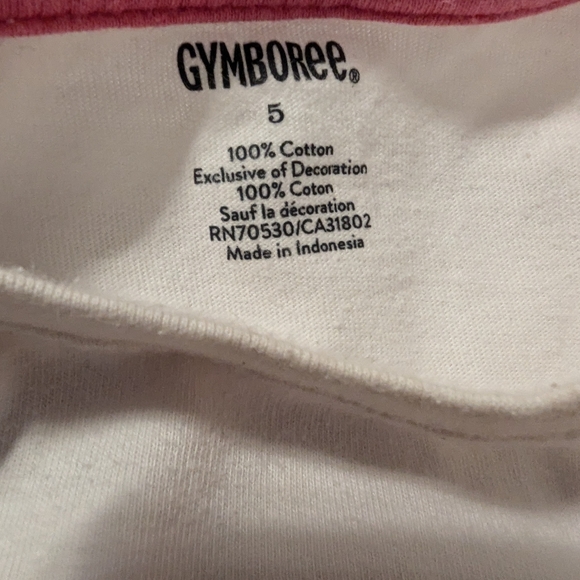 GYMBOREE®
5
100% Cotton
Exclusive of Decoration
100% Coton
Sauf la décoration
RN70530/CA31802
Made in Indonesia